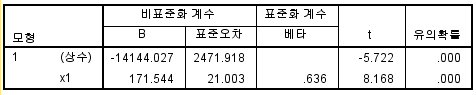 모형 비표준화 계수 표준화 계수 t 유의확률
B 표준오차 베타
1 (상수) -14144.027 2471.918 -5.722 .000
x1 171.544 21.003 .636 8.168 .000